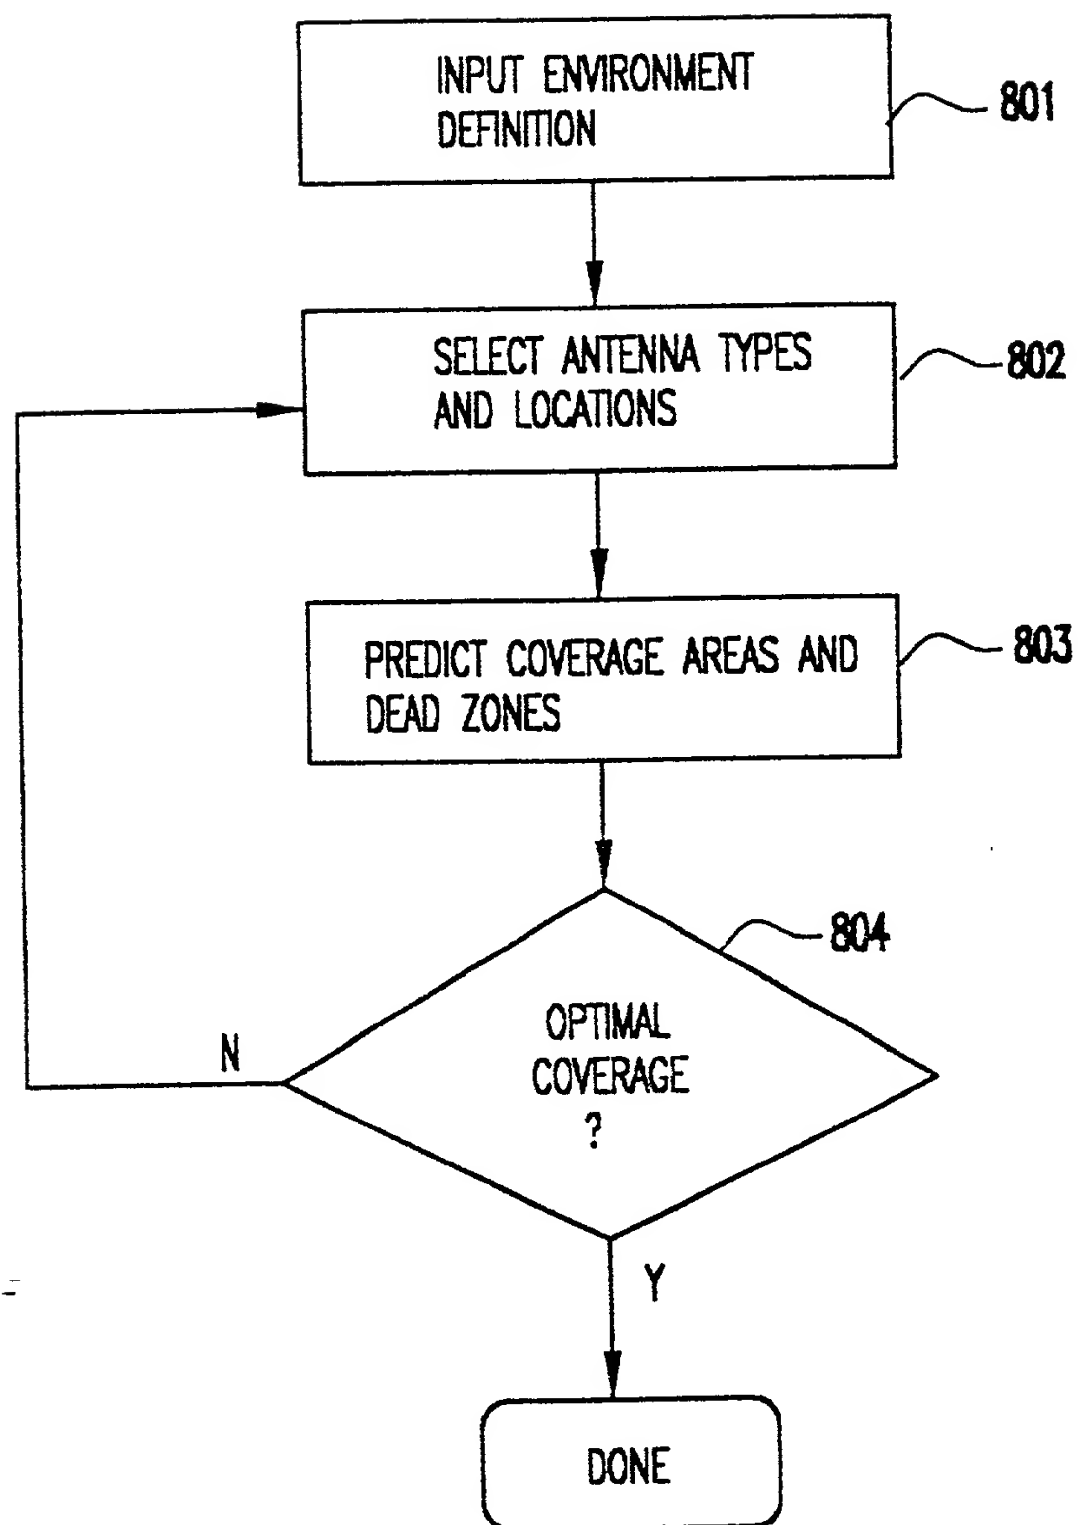 INPUT ENVIRONMENT
DEFINITION
801
SELECT ANTENNA TYPES
AND LOCATIONS
802
PREDICT COVERAGE AREAS AND
DEAD ZONES
803
804
OPTIMAL
COVERAGE
?
N
Y
DONE